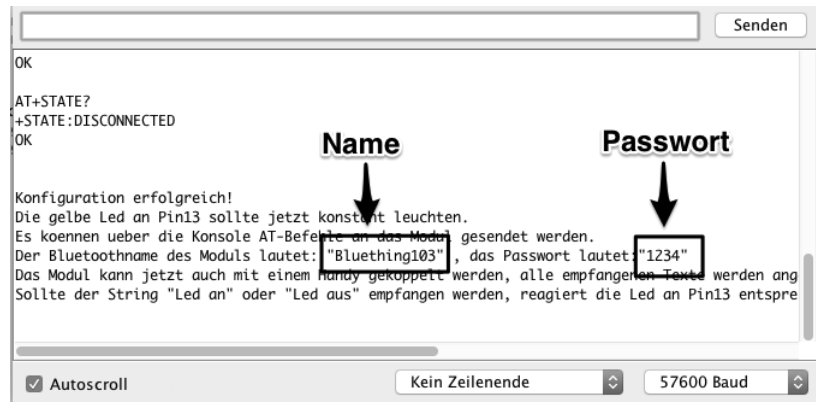 Senden
OK
AT+STATE?
+STATE:DISCONNECTED
OK
Name Passwort
Konfiguration erfolgreich!
Die gelbe Led an Pin13 sollte jetzt konstant leuchten.
Es koennen ueber die Konsole AT-Befehle an das Modul gesendet werden.
Der Bluetoothname des Moduls lautet: "Bluething103" , das Passwort lautet:"1234"
Das Modul kann jetzt auch mit einem Handy gekoppelt werden, alle empfangenen Texte werden ang
Sollte der String "Led an" oder "Led aus" empfangen werden, reagiert die Led an Pin13 entspre
Autoscroll Kein Zeilenende 57600 Baud